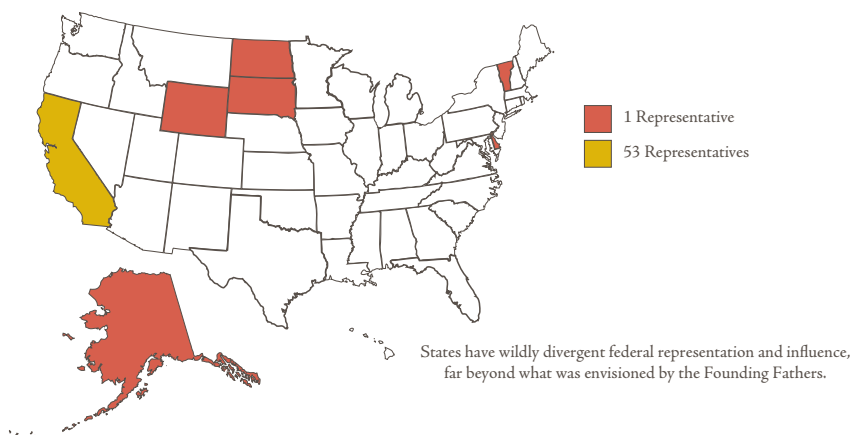 1 Representative
53 Representatives
States have wildly divergent federal representation and influence,
far beyond what was envisioned by the Founding Fathers.